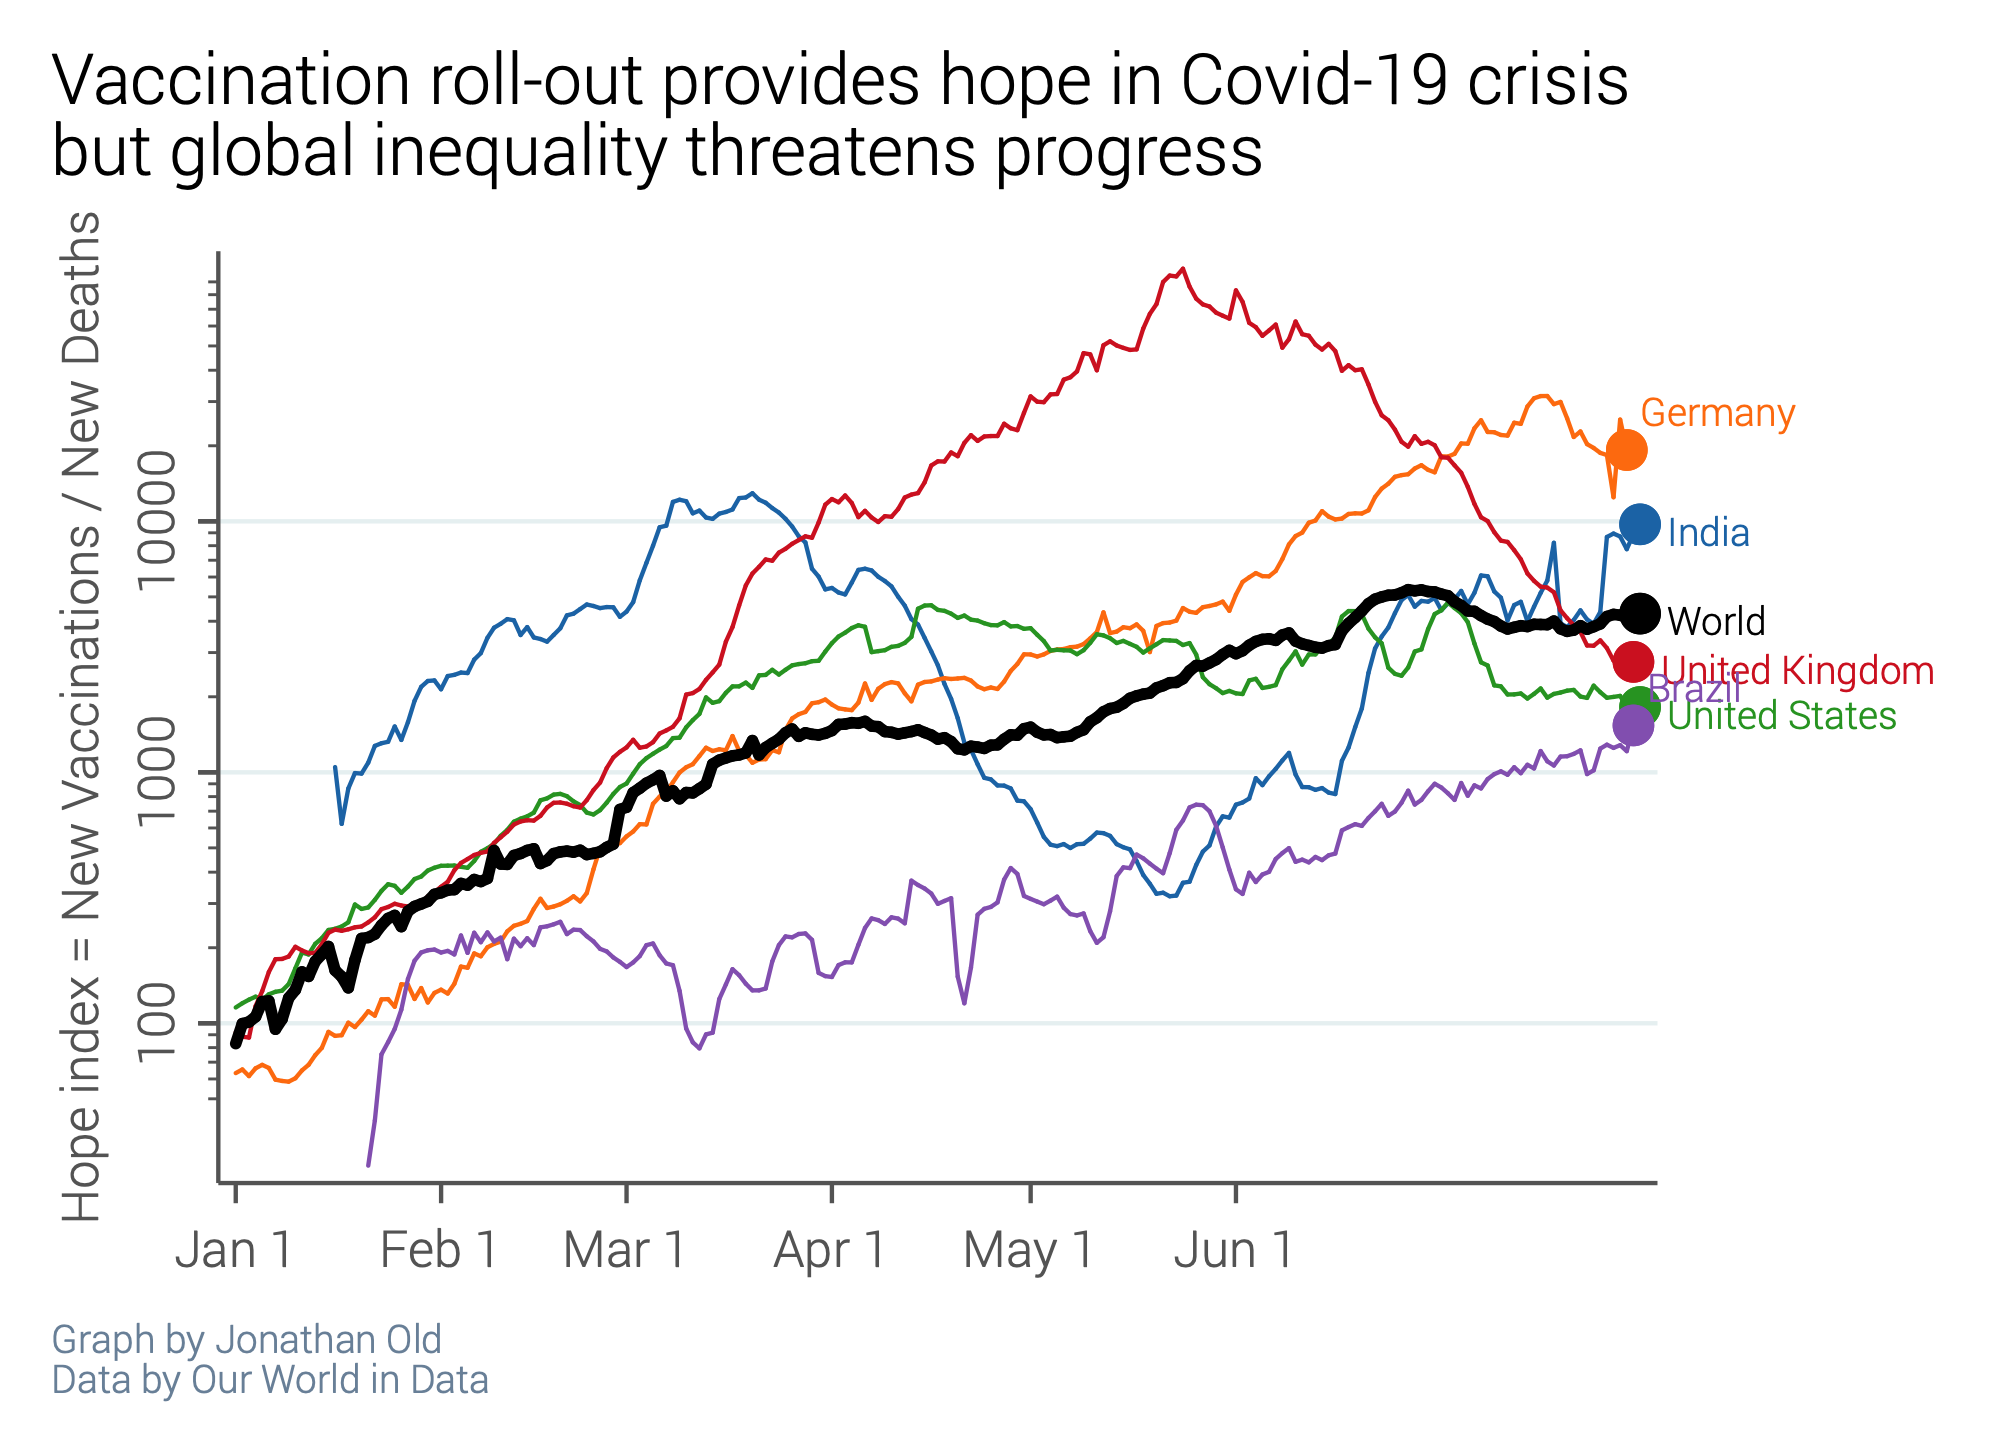 Vaccination roll-out provides hope in Covid-19 crisis
but global inequality threatens progress
Hope index = New Vaccinations / New Deaths
10000
1000
100
Germany
India
World
United Kingdom
Brazil
United States
Jan 1 Feb 1 Mar 1 Apr 1 May 1 Jun 1
Graph by Jonathan Old
Data by Our World in Data